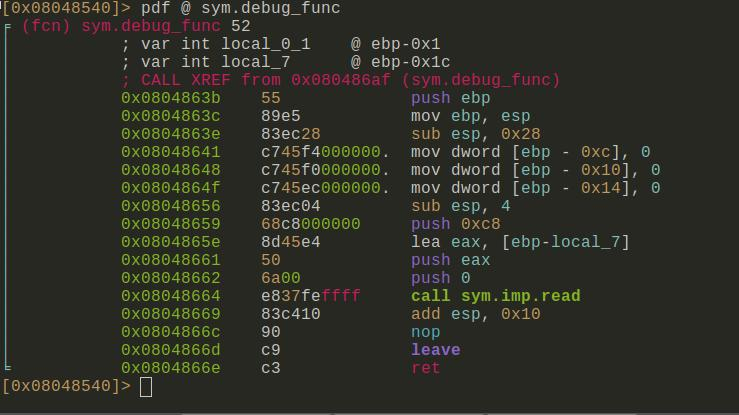 [0x08048540]> pdf @ sym.debug_func
(fcn) sym.debug_func 52
; var int local_0_1    @ ebp-0x1
; var int local_7      @ ebp-0x1c
; CALL XREF from 0x080486af (sym.debug_func)
0x0804863b    55             push ebp
0x0804863c    89e5           mov ebp, esp
0x0804863e    83ec28         sub esp, 0x28
0x08048641    c745f4000000.  mov dword [ebp - 0xc], 0
0x08048648    c745f0000000.  mov dword [ebp - 0x10], 0
0x0804864f    c745ec000000.  mov dword [ebp - 0x14], 0
0x08048656    83ec04         sub esp, 4
0x08048659    68c8000000     push 0xc8
0x0804865e    8d45e4         lea eax, [ebp-local_7]
0x08048661    50             push eax
0x08048662    6a00           push 0
0x08048664    e837feffff     call sym.imp.read
0x08048669    83c410         add esp, 0x10
0x0804866c    90             nop
0x0804866d    c9             leave
0x0804866e    c3             ret
[0x08048540]>